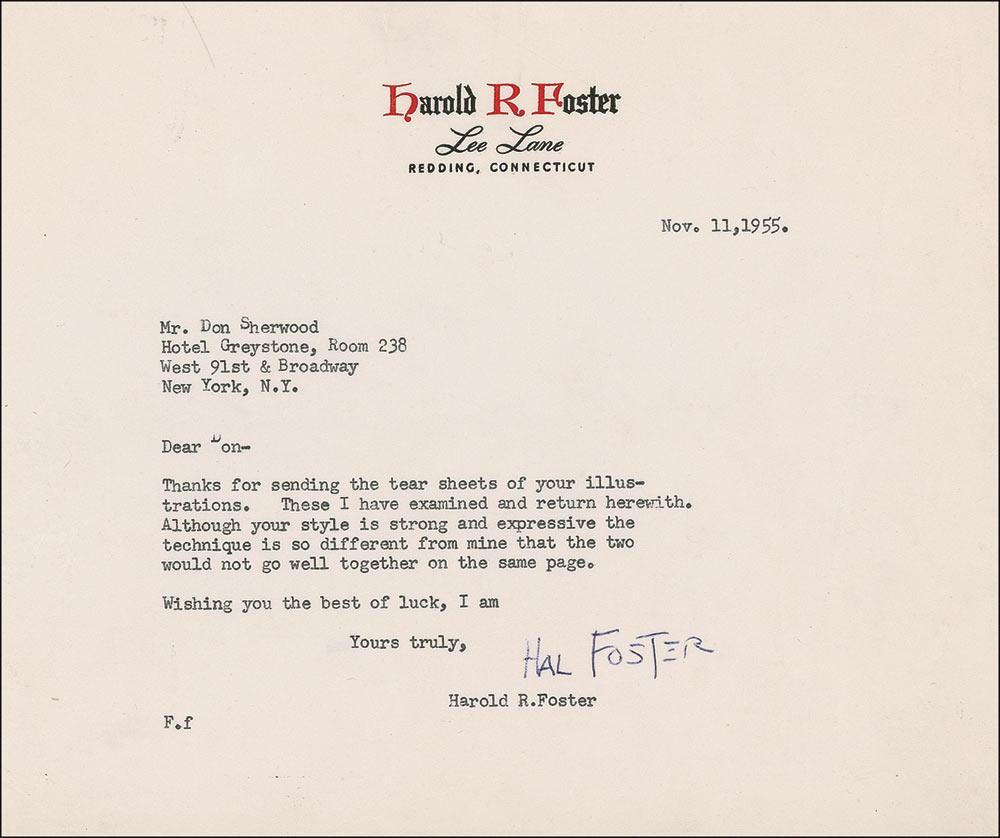 Harold R Foster
Lee Lane
REDDING, CONNECTICUT
Nov. 11,1955.
Mr. Don Sherwood
Hotel Greystone, Room 238
West 91st & Broadway
New York, N.Y.
Dear Don-
Thanks for sending the tear sheets of your illus-
trations.   These I have examined and return herewith.
Although your style is strong and expressive the
technique is so different from mine that the two
would not go well together on the same page.
Wishing you the best of luck, I am
Yours truly,
HAL FOSTER
Harold R.Foster
F.f